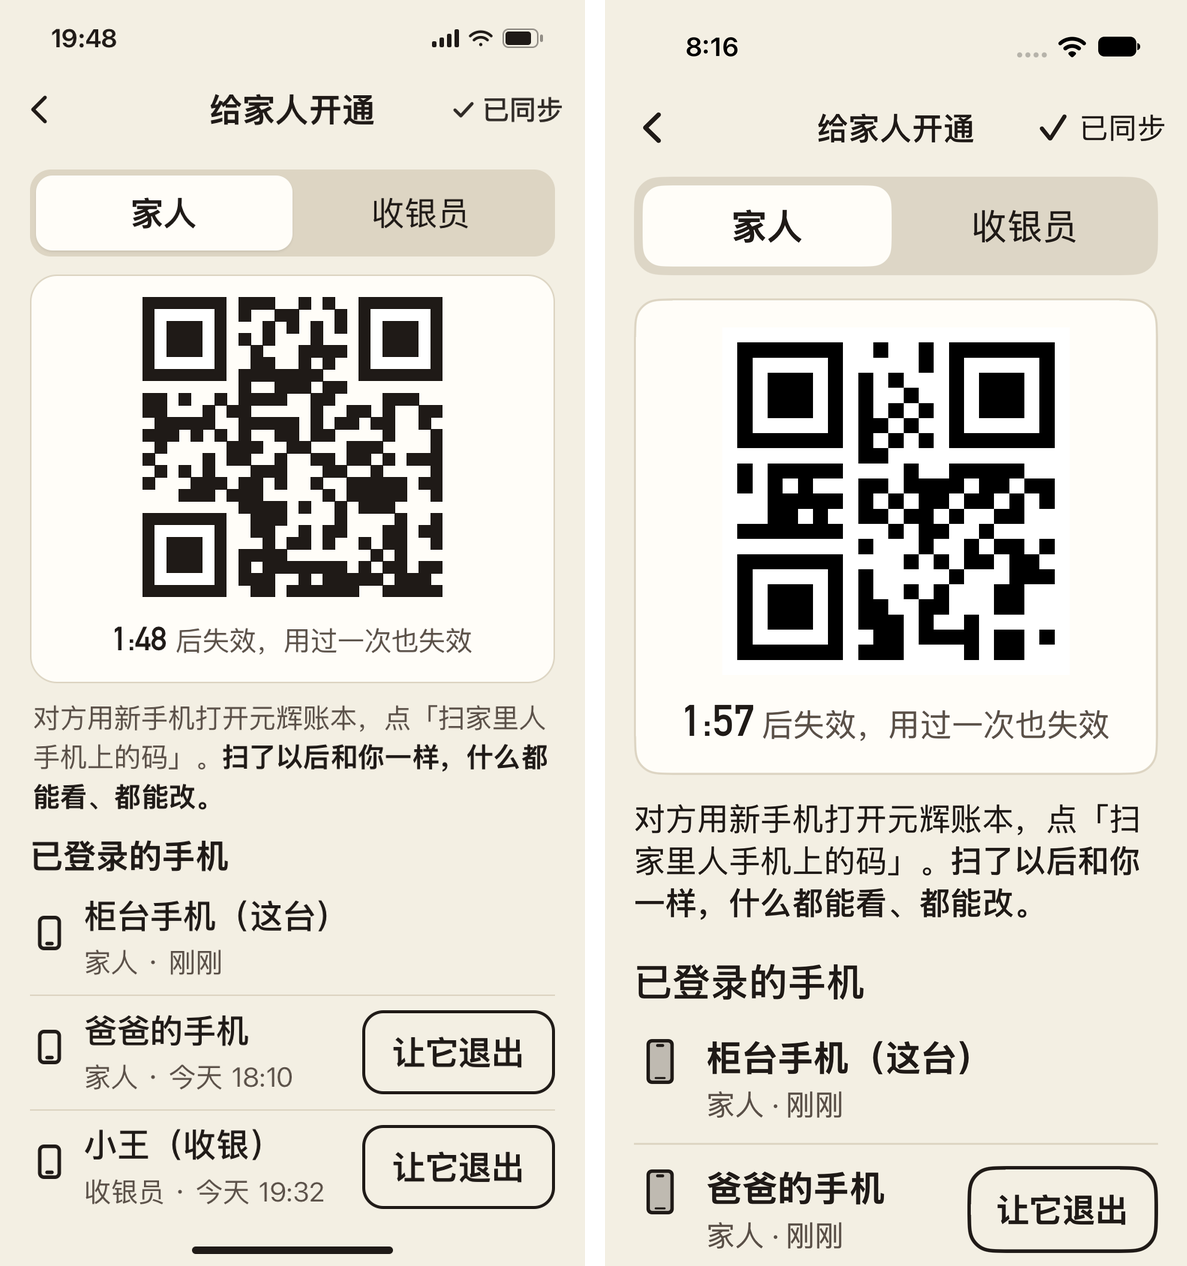 19:48
给家人开通
已同步
家人
收银员
1:48 后失效，用过一次也失效
对方用新手机打开元辉账本，点「扫家里人
手机上的码」。扫了以后和你一样，什么都
能看、都能改。
已登录的手机
柜台手机（这台）
家人 · 刚刚
爸爸的手机
家人 · 今天 18:10
让它退出
小王（收银）
收银员 · 今天 19:32
让它退出
8:16
给家人开通
已同步
家人
收银员
1:57 后失效，用过一次也失效
对方用新手机打开元辉账本，点「扫
家里人手机上的码」。扫了以后和你
一样，什么都能看、都能改。
已登录的手机
柜台手机（这台）
家人 · 刚刚
爸爸的手机
家人 · 刚刚
让它退出